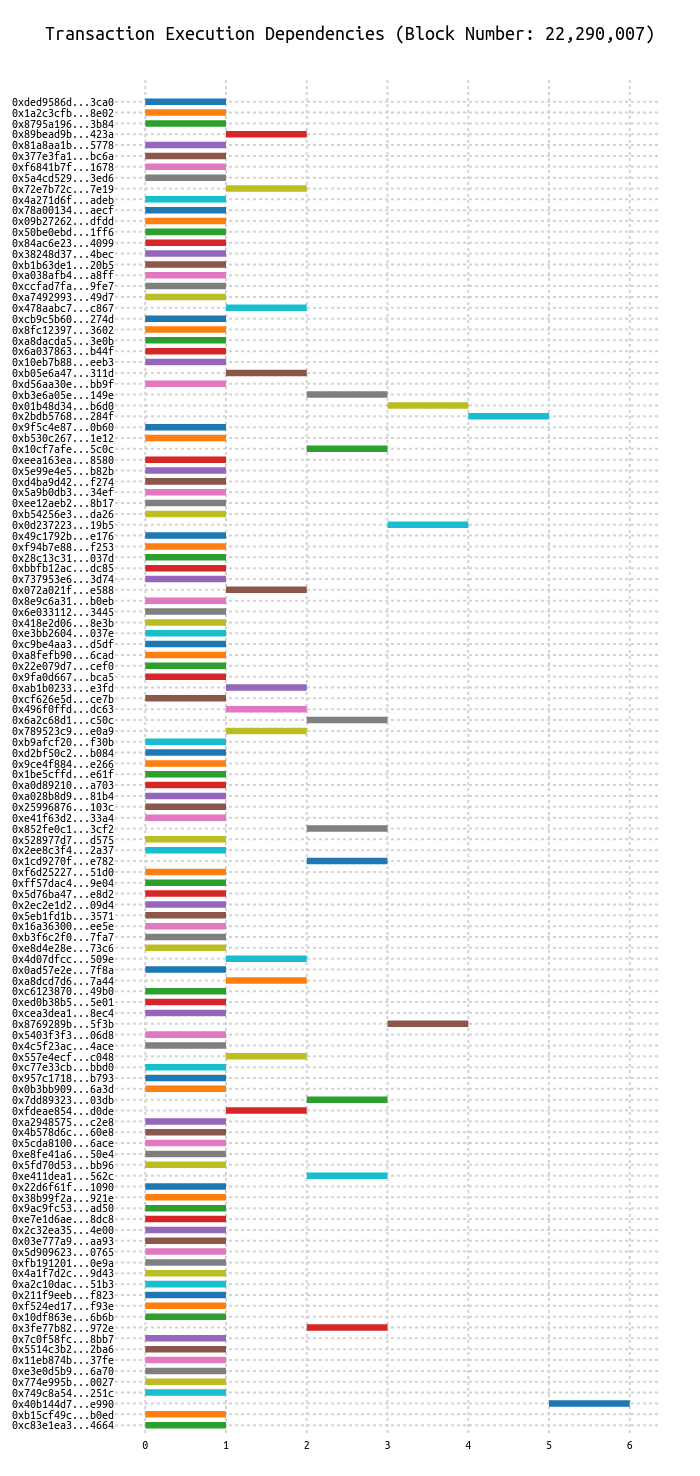 Transaction Execution Dependencies (Block Number: 22,290,007)
0xded9586d...3ca0
0x1a2c3cfb...8e02
0x8795a196...3b84
0x89bead9b...423a
0x81a8aa1b...5778
0x377e3fa1...bc6a
0xf6841b7f...1678
0x5a4cd529...3ed6
0x72e7b72c...7e19
0x4a271d6f...adeb
0x78a00134...aecf
0x09b27262...dfdd
0x50be0ebd...1ff6
0x84ac6e23...4099
0x38248d37...4bec
0xb1b63de1...20b5
0xa038afb4...a8ff
0xccfad7fa...9fe7
0xa7492993...49d7
0x478aabc7...c867
0xcb9c5b60...274d
0x8fc12397...3602
0xa8dacda5...3e0b
0x6a037863...b44f
0x10eb7b88...eeb3
0xb05e6a47...311d
0xd56aa30e...bb9f
0xb3e6a05e...149e
0x01b48d34...b6d0
0x2bdb5768...284f
0x9f5c4e87...0b60
0xb530c267...1e12
0x10cf7afe...5c0c
0xeea163ea...8580
0x5e99e4e5...b82b
0xd4ba9d42...f274
0x5a9b0db3...34ef
0xee12aeb2...8b17
0xb54256e3...da26
0x0d237223...19b5
0x49c1792b...e176
0xf94b7e88...f253
0x28c13c31...037d
0xbbfb12ac...dc85
0x737953e6...3d74
0x072a021f...e588
0x8e9c6a31...b0eb
0x6e033112...3445
0x418e2d06...8e3b
0xe3bb2604...037e
0xc9be4aa3...d5df
0xa8fefb90...6cad
0x22e079d7...cef0
0x9fa0d667...bca5
0xab1b0233...e3fd
0xcf626e5d...ce7b
0x496f0ffd...dc63
0x6a2c68d1...c50c
0x789523c9...e0a9
0xb9afcf20...f30b
0xd2bf50c2...b084
0x9ce4f884...e266
0x1be5cffd...e61f
0xa0d89210...a703
0xa028b8d9...81b4
0x25996876...103c
0xe41f63d2...33a4
0x852fe0c1...3cf2
0x528977d7...d575
0x2ee8c3f4...2a37
0x1cd9270f...e782
0xf6d25227...51d0
0xff57dac4...9e04
0x5d76ba47...e8d2
0x2ec2e1d2...09d4
0x5eb1fd1b...3571
0x16a36300...ee5e
0xb3f6c2f0...7fa7
0xe8d4e28e...73c6
0x4d07dfcc...509e
0x0ad57e2e...7f8a
0xa8dcd7d6...7a44
0xc6123870...49b0
0xed0b38b5...5e01
0xcea3dea1...8ec4
0x8769289b...5f3b
0x5403f3f3...06d8
0x4c5f23ac...4ace
0x557e4ecf...c048
0xc77e33cb...bbd0
0x957c1718...b793
0x0b3bb909...6a3d
0x7dd89323...03db
0xfdeae854...d0de
0xa2948575...c2e8
0x4b578d6c...60e8
0x5cda8100...6ace
0xe8fe41a6...50e4
0x5fd70d53...bb96
0xe411dea1...562c
0x22d6f61f...1090
0x38b99f2a...921e
0x9ac9fc53...ad50
0xe7e1d6ae...8dc8
0x2c32ea35...4e00
0x03e777a9...aa93
0x5d909623...0765
0xfb191201...0e9a
0x4a1f7d2c...9d43
0xa2c10dac...51b3
0x211f9eeb...f823
0xf524ed17...f93e
0x10df863e...6b6b
0x3fe77b82...972e
0x7c0f58fc...8bb7
0x5514c3b2...2ba6
0x11eb874b...37fe
0xe3e0d5b9...6a70
0x774e995b...0027
0x749c8a54...251c
0x40b144d7...e990
0xb15cf49c...b0ed
0xc83e1ea3...4664
0 1 2 3 4 5 6